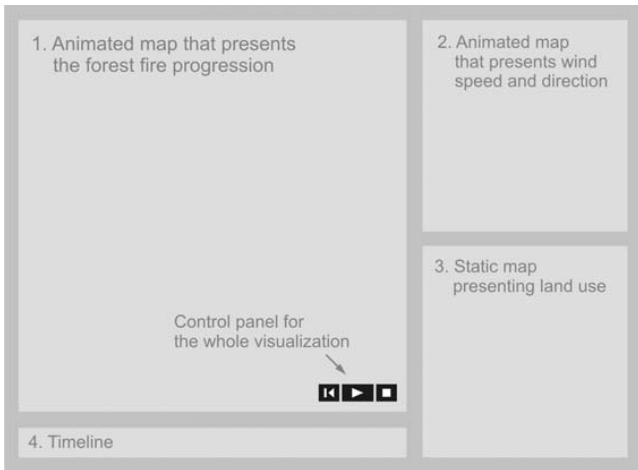 1. Animated map that presents
the forest fire progression
2. Animated map
that presents wind
speed and direction
3. Static map
presenting land use
Control panel for
the whole visualization
4. Timeline